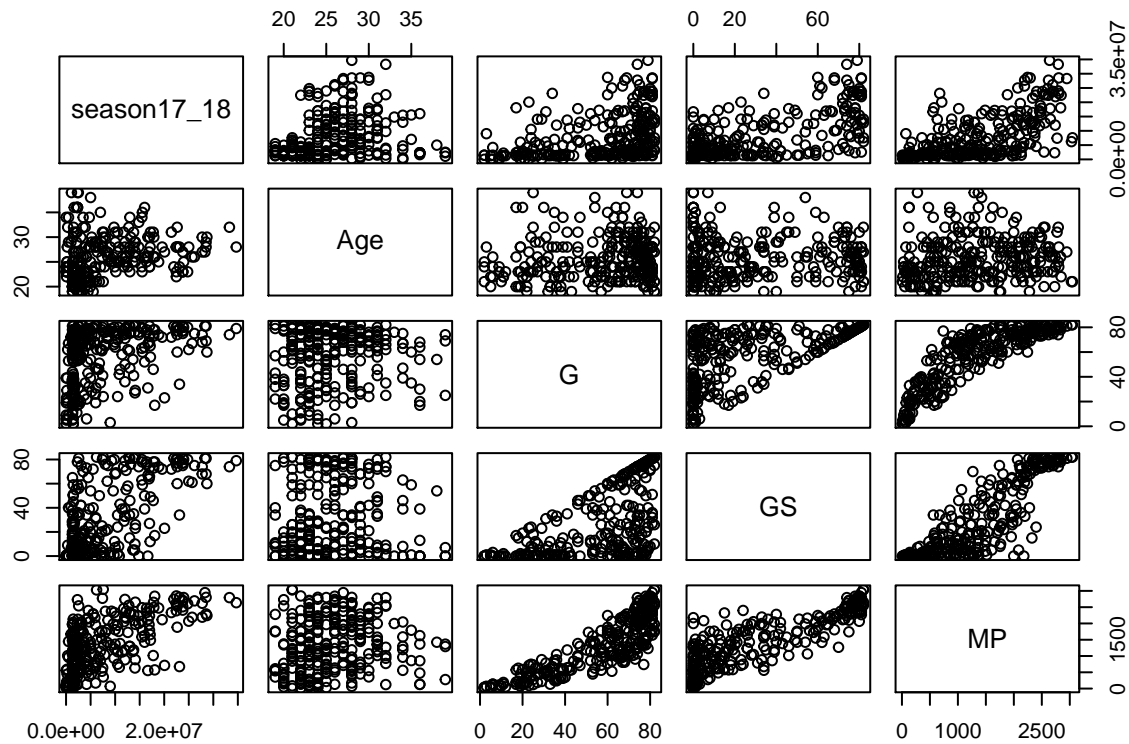 20 25 30 35
0 20 60
season17_18
0.0e+00 3.5e+07
20 30
Age
G
0 40 80
0 40 80
GS
MP
0 1500
0.0e+00 2.0e+07
0 20 40 60 80
0 1000 2500